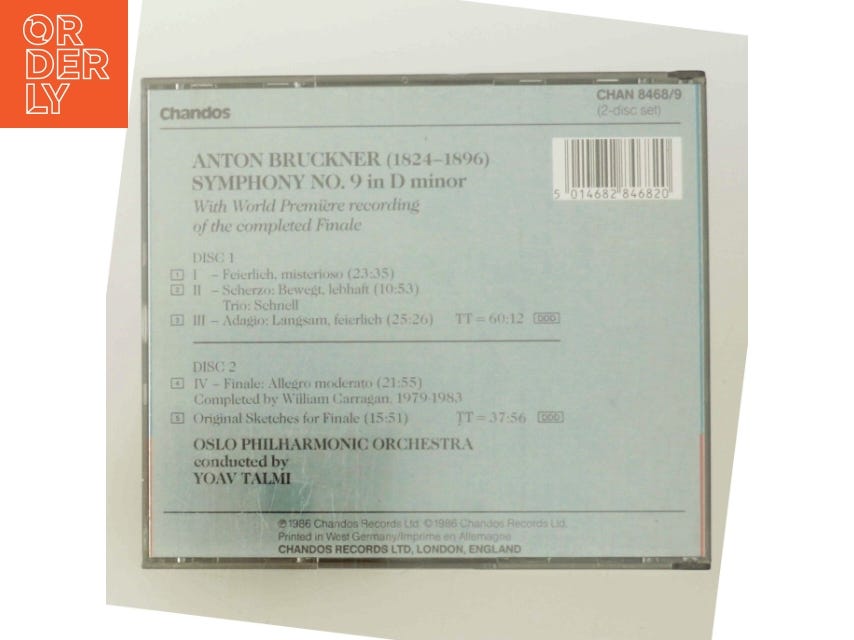 OR
DER
LY
Chandos
CHAN 8468/9
(2-disc set)
5 014682 846820
ANTON BRUCKNER (1824–1896)
SYMPHONY NO. 9 in D minor
With World Première recording
of the completed Finale
DISC 1
1 I – Feierlich, misterioso (23:35)
2 II – Scherzo: Bewegt, lebhaft (10:53)
Trio: Schnell
3 III – Adagio: Langsam, feierlich (25:26) TT = 60:12 DDD
DISC 2
4 IV – Finale: Allegro moderato (21:55)
Completed by William Carragan, 1979-1983
5 Original Sketches for Finale (15:51) TT = 37:56 DDD
OSLO PHILHARMONIC ORCHESTRA
conducted by
YOAV TALMI
℗1986 Chandos Records Ltd. ©1986 Chandos Records Ltd.
Printed in West Germany/Imprime en Allemagne
CHANDOS RECORDS LTD, LONDON, ENGLAND